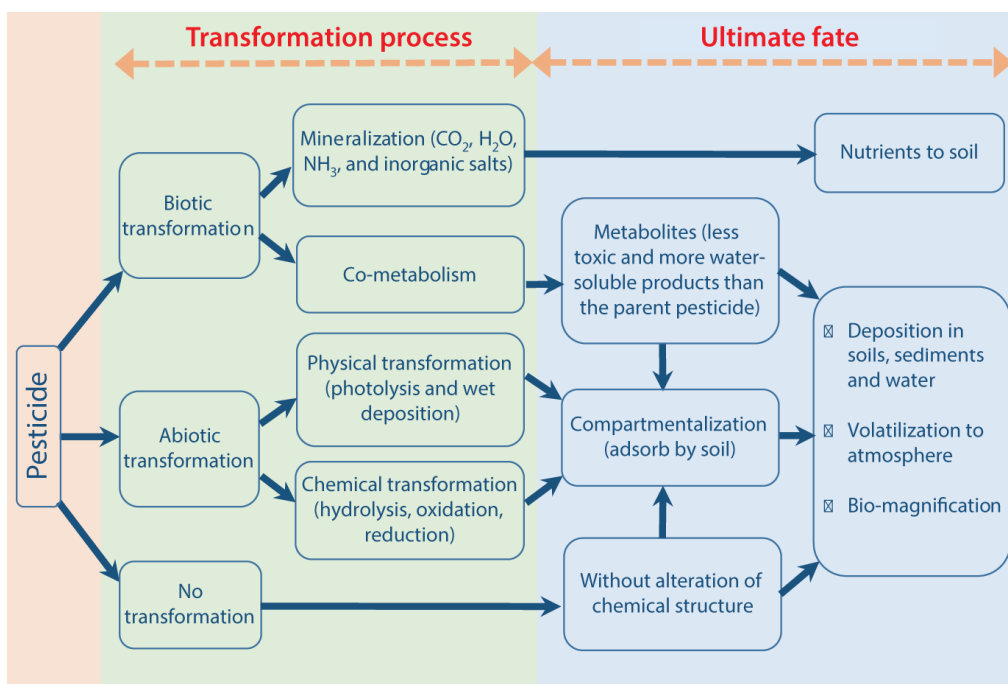 Transformation process
Ultimate fate
Pesticide
Biotic
transformation
Mineralization (CO₂, H₂O,
NH₃, and inorganic salts)
Nutrients to soil
Co-metabolism
Metabolites (less
toxic and more water-
soluble products than
the parent pesticide)
Abiotic
transformation
Physical transformation
(photolysis and wet
deposition)
Chemical transformation
(hydrolysis, oxidation,
reduction)
Compartmentalization
(adsorb by soil)
No
transformation
Without alteration of
chemical structure
Deposition in
soils, sediments
and water
Volatilization to
atmosphere
Bio-magnification